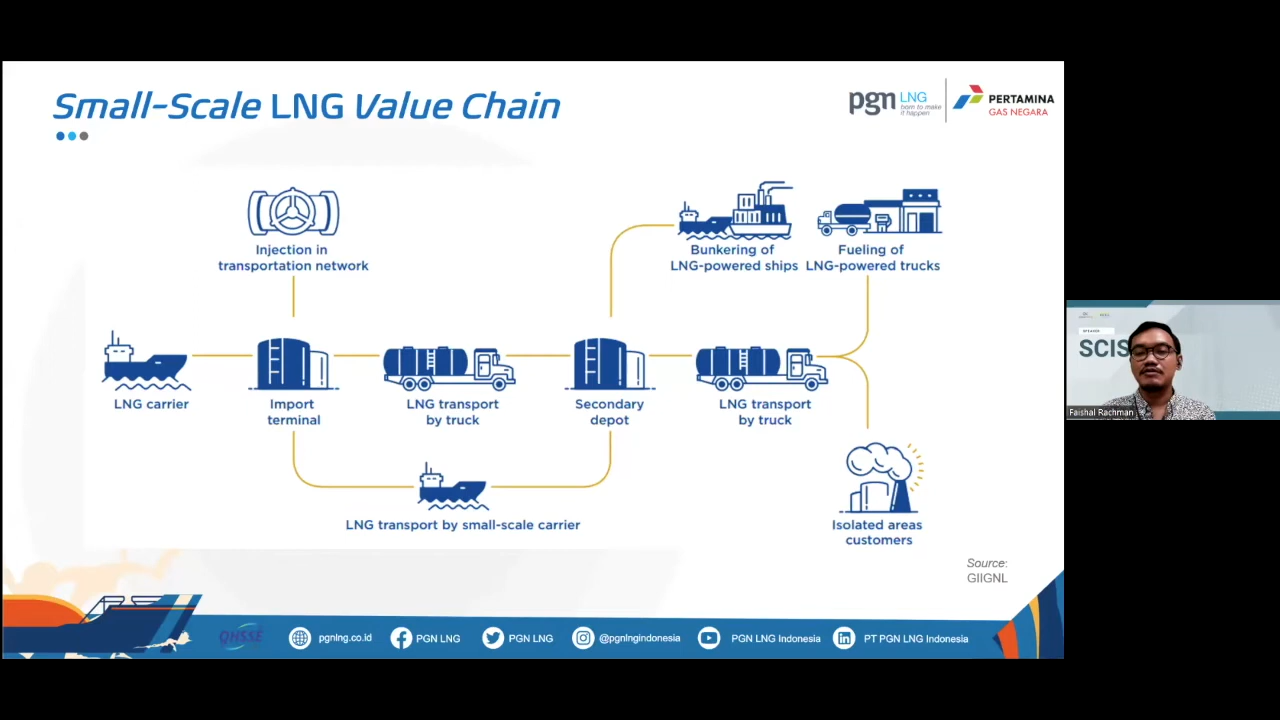 Small-Scale LNG Value Chain
pgn LNG
born to make
it happen
PERTAMINA
GAS NEGARA
Injection in
transportation network
Bunkering of
LNG-powered ships
Fueling of
LNG-powered trucks
LNG carrier
Import
terminal
LNG transport
by truck
Secondary
depot
LNG transport
by truck
LNG transport by small-scale carrier
Isolated areas
customers
Source:
GIIGNL
QHSSE
pgnlng.co.id
PGN LNG
PGN LNG
@pgnlngindonesia
PGN LNG Indonesia
PT PGN LNG Indonesia
SPEAKER
SCIS
Faishal Rachman